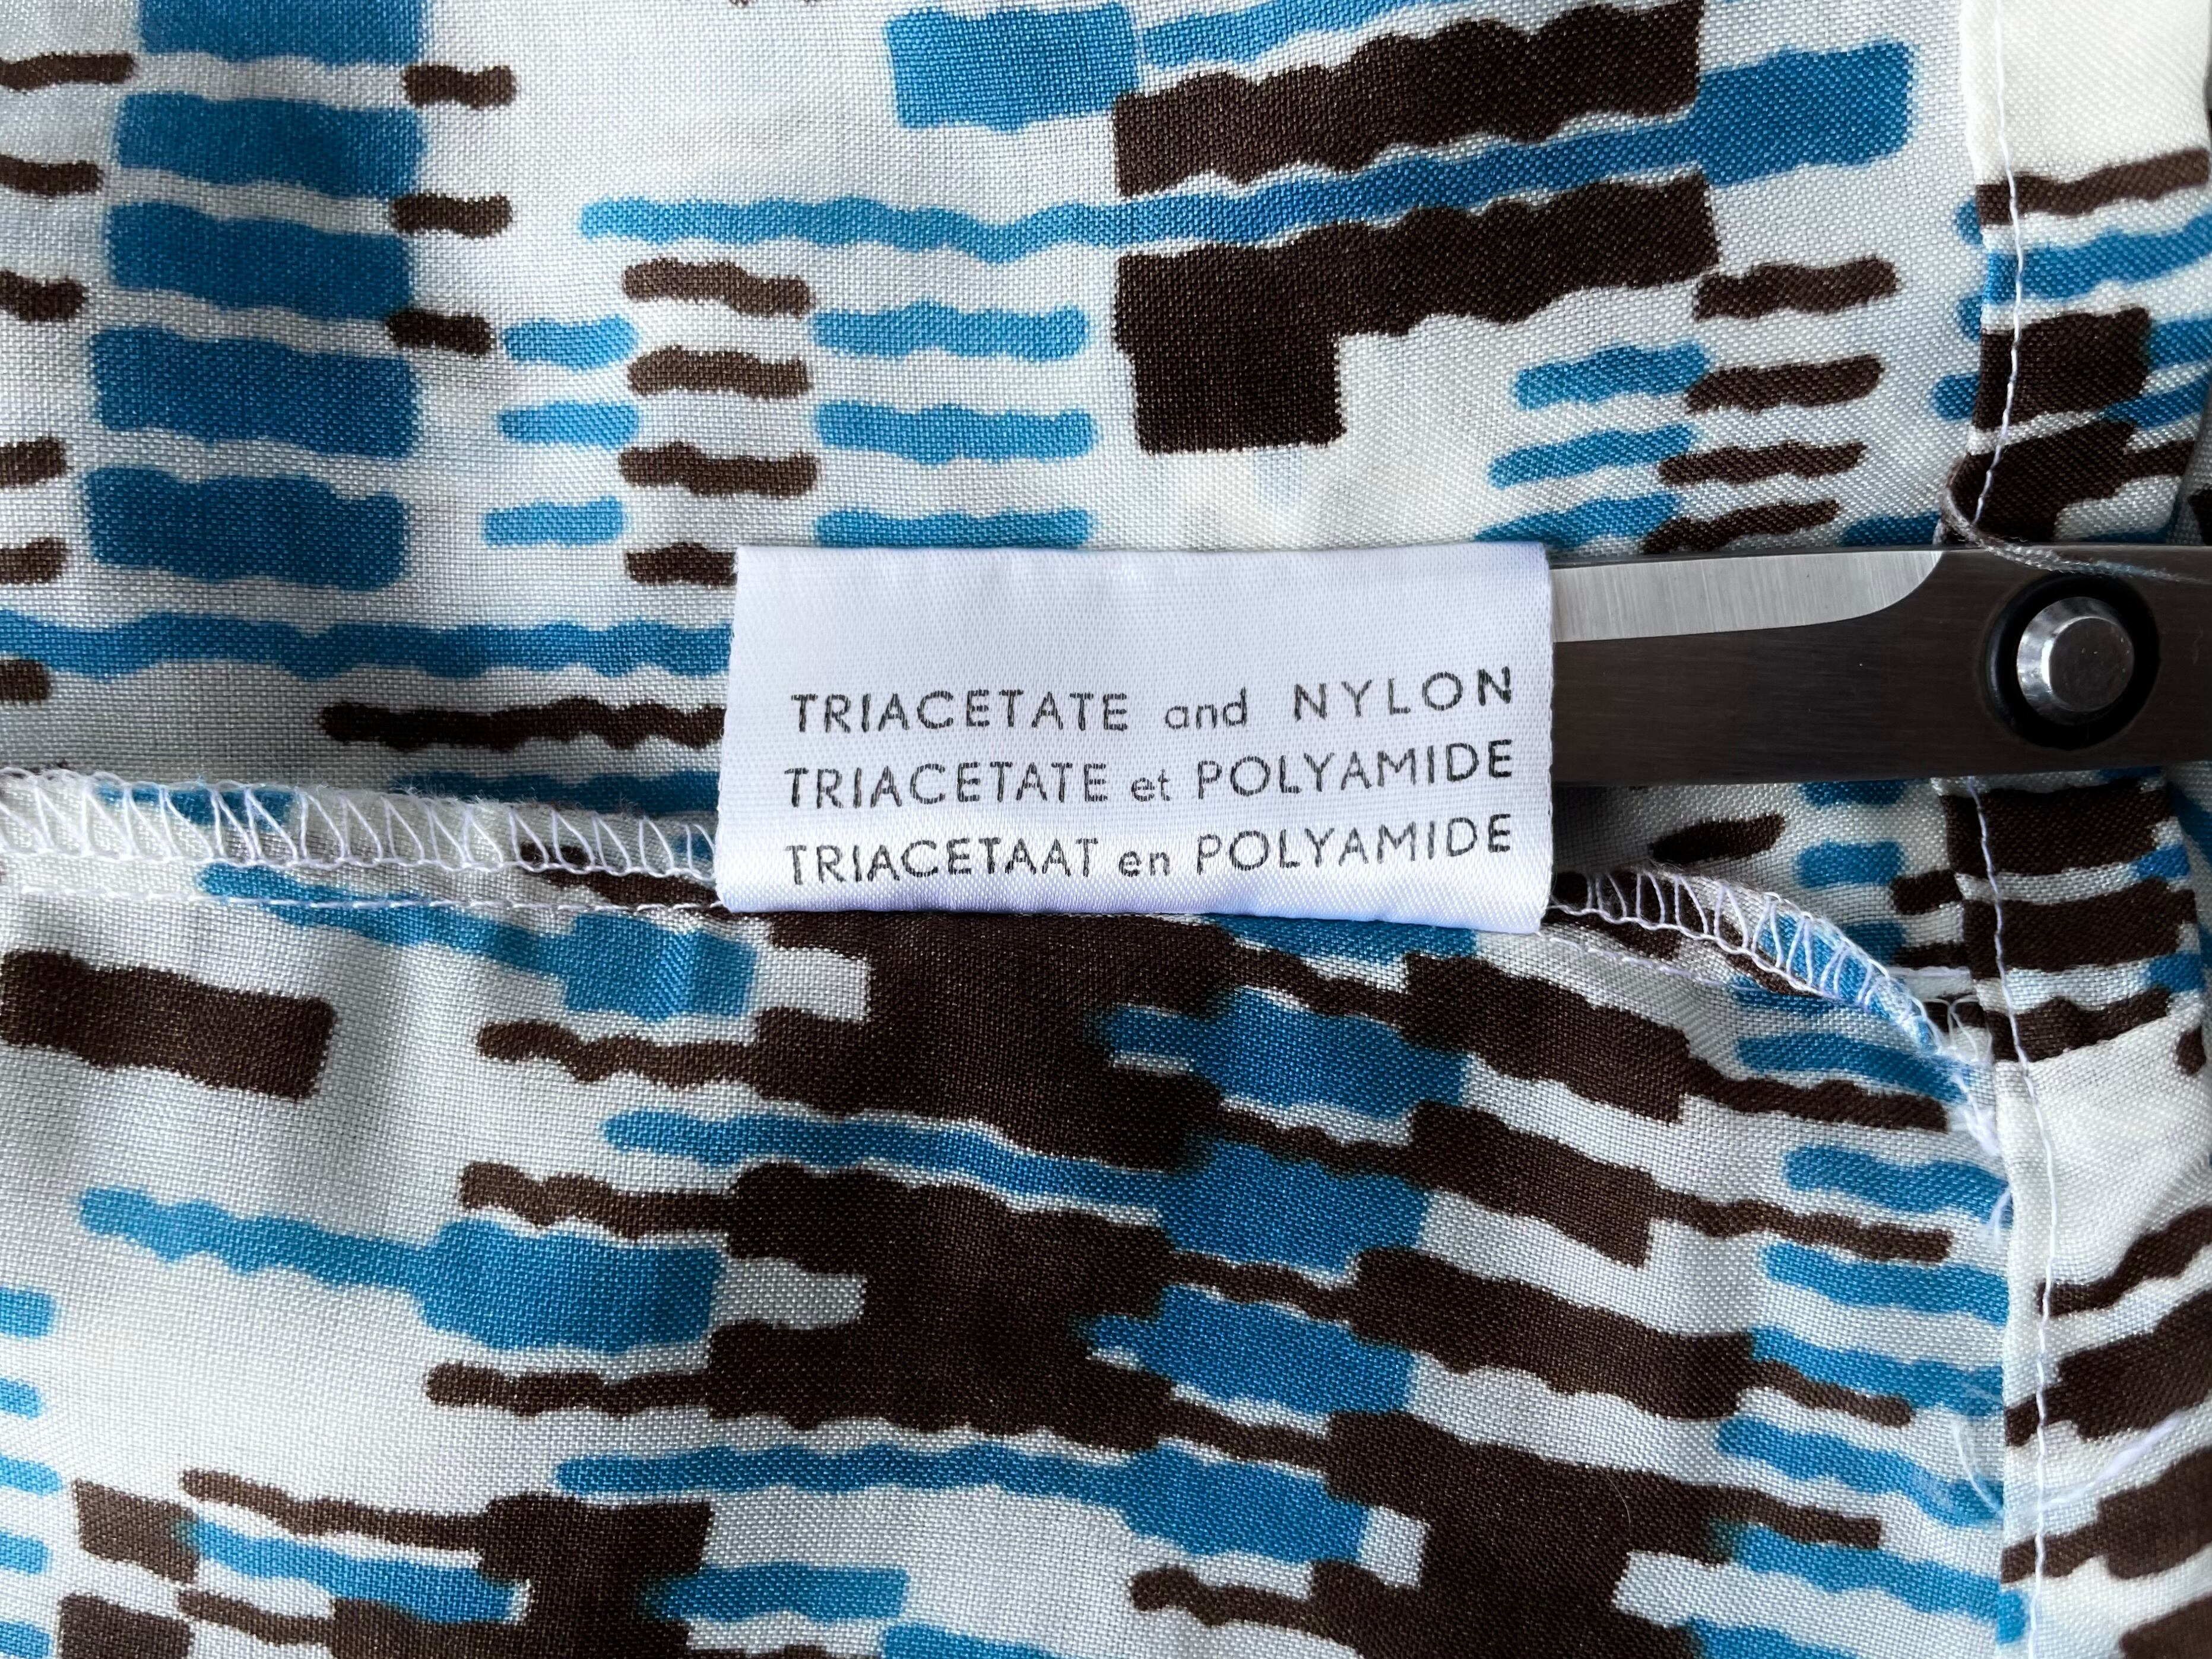 TRIACETATE and NYLON
TRIACETATE et POLYAMIDE
TRIACETAAT en POLYAMIDE